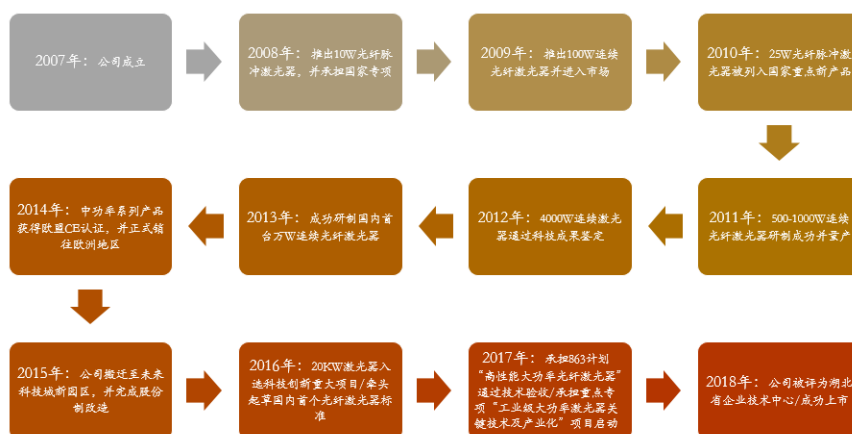 2007年：公司成立
2008年：推出10W光纤脉
冲激光器，并承担国家专项
2009年：推出100W连续
光纤激光器并进入市场
2010年：25W光纤脉冲激
光器被列入国家重点新产品
2011年：500-1000W连续
光纤激光器研制成功并量产
2012年：4000W连续激光
器通过科技成果鉴定
2013年：成功研制国内首
台万W连续光纤激光器
2014年：中功率系列产品
获得欧盟CE认证，并正式销
往欧洲地区
2015年：公司搬迁至未来
科技城新园区，并完成股份
制改造
2016年：20KW激光器入
选科技创新重大项目/牵头
起草国内首个光纤激光器标
准
2017年：承担863计划
“高性能大功率光纤激光器”
通过技术验收/承担重点专
项“工业级大功率激光器关
键技术及产业化”项目启动
2018年：公司被评为湖北
省企业技术中心/成功上市